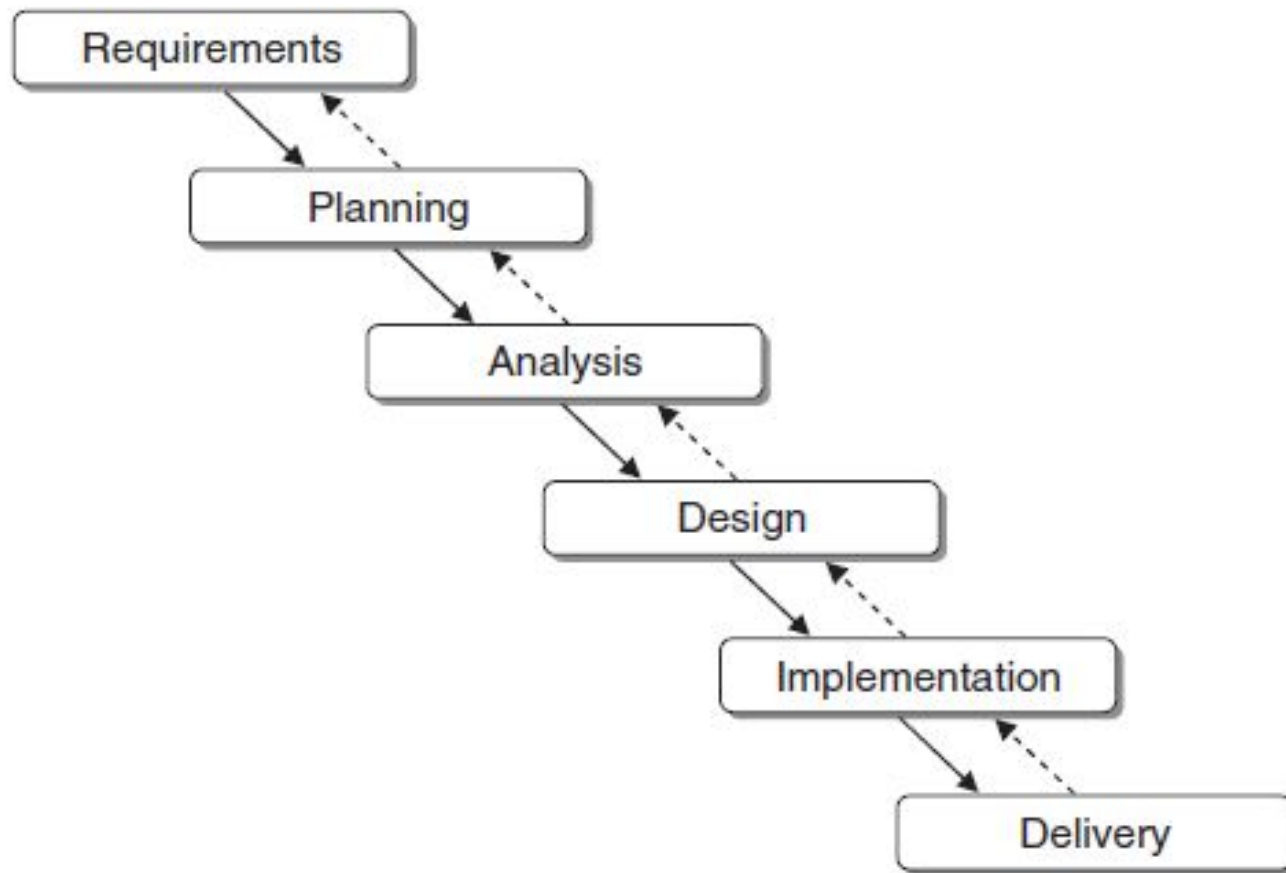 Requirements
Planning
Analysis
Design
Implementation
Delivery